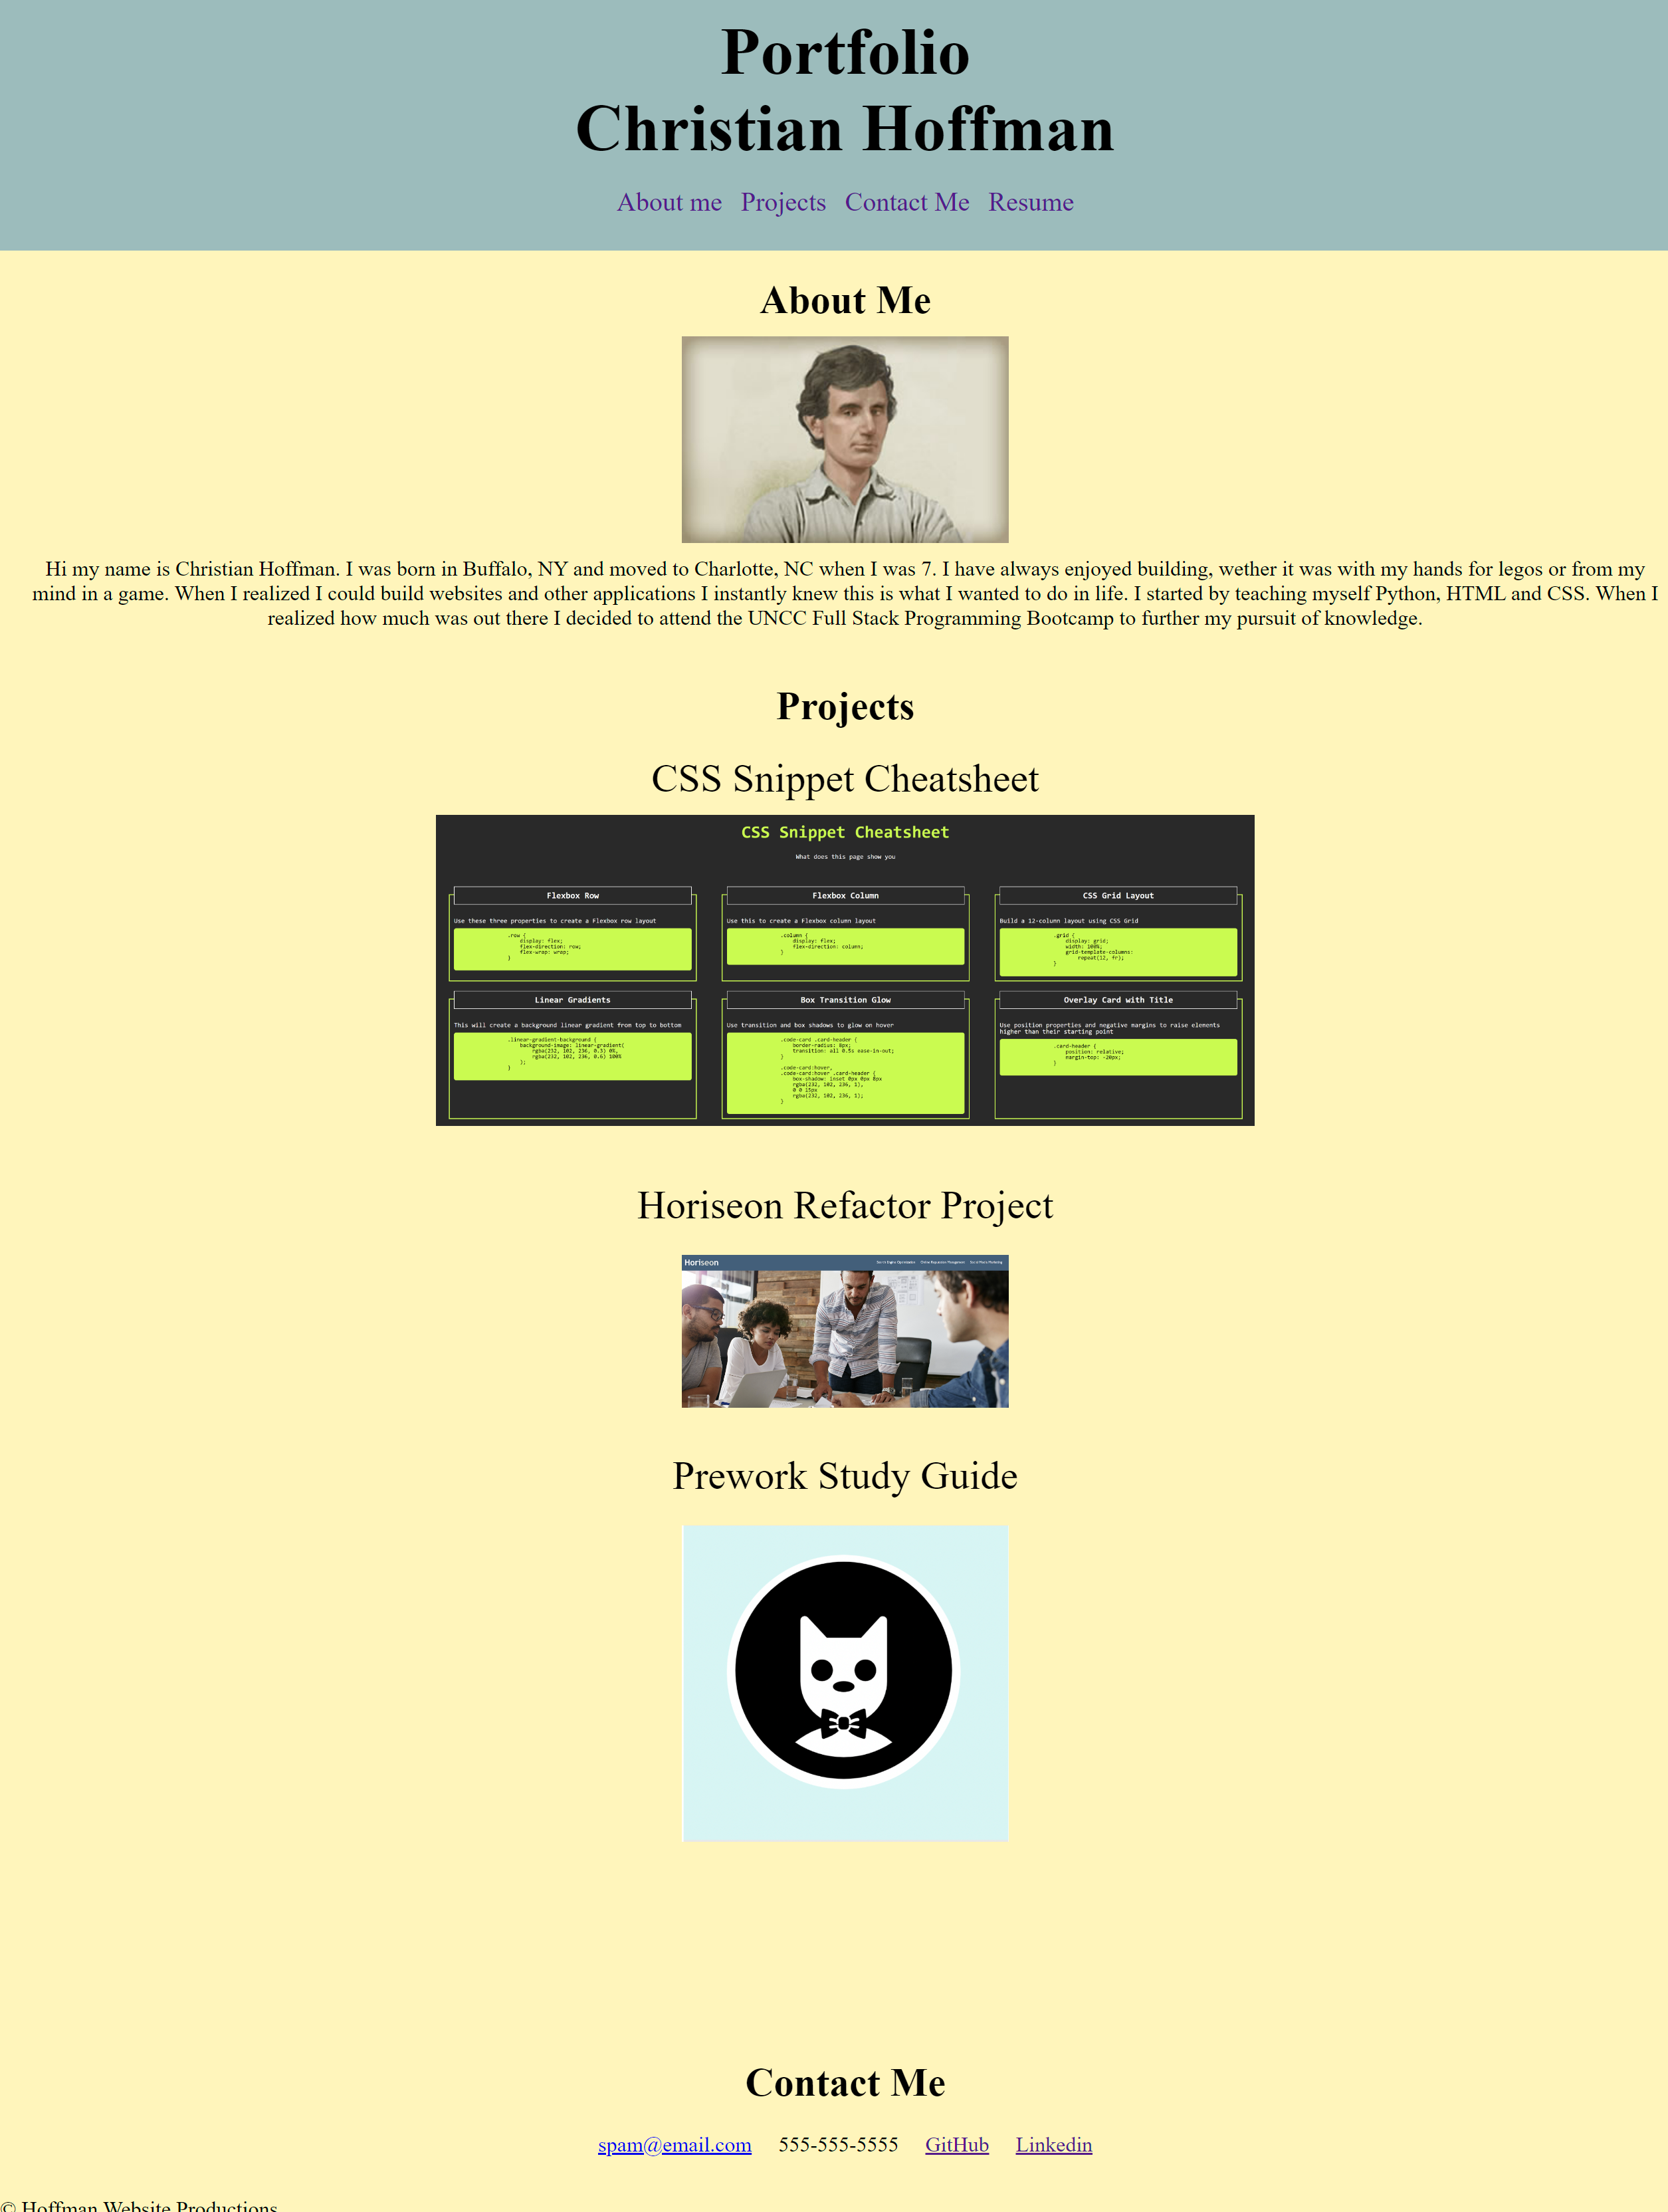 Portfolio
Christian Hoffman
About me Projects Contact Me Resume
About Me
Hi my name is Christian Hoffman. I was born in Buffalo, NY and moved to Charlotte, NC when I was 7. I have always enjoyed building, wether it was with my hands for legos or from my
mind in a game. When I realized I could build websites and other applications I instantly knew this is what I wanted to do in life. I started by teaching myself Python, HTML and CSS. When I
realized how much was out there I decided to attend the UNCC Full Stack Programming Bootcamp to further my pursuit of knowledge.
Projects
CSS Snippet Cheatsheet
CSS Snippet Cheatsheet
What does this page show you
Flexbox Row
Use these three properties to create a Flexbox row layout
.row {
display: flex;
flex-direction: row;
flex-wrap: wrap;
}
Flexbox Column
Use this to create a Flexbox column layout
.column {
display: flex;
flex-direction: column;
}
CSS Grid Layout
Build a 12-column layout using CSS Grid
.grid {
display: grid;
width: 100%;
grid-template-columns:
repeat(12, fr);
}
Linear Gradients
This will create a background linear gradient from top to bottom
.linear-gradient-background {
background-image: linear-gradient(
rgba(232, 102, 236, 0.3) 0%,
rgba(232, 102, 236, 0.6) 100%
);
}
Box Transition Glow
Use transition and box shadows to glow on hover
.code-card .card-header {
border-radius: 8px;
transition: all 0.5s ease-in-out;
}
.code-card:hover,
.code-card:hover .card-header {
box-shadow: inset 0px 0px 8px
rgba(232, 102, 236, 1),
0 0 15px
rgba(232, 102, 236, 1);
}
Overlay Card with Title
Use position properties and negative margins to raise elements
higher than their starting point
.card-header {
position: relative;
margin-top: -20px;
}
Horiseon Refactor Project
Horiseon
Search Engine Optimization Online Reputation Management Social Media Marketing
Prework Study Guide
Contact Me
spam@email.com 555-555-5555 GitHub Linkedin
© Hoffman Website Productions